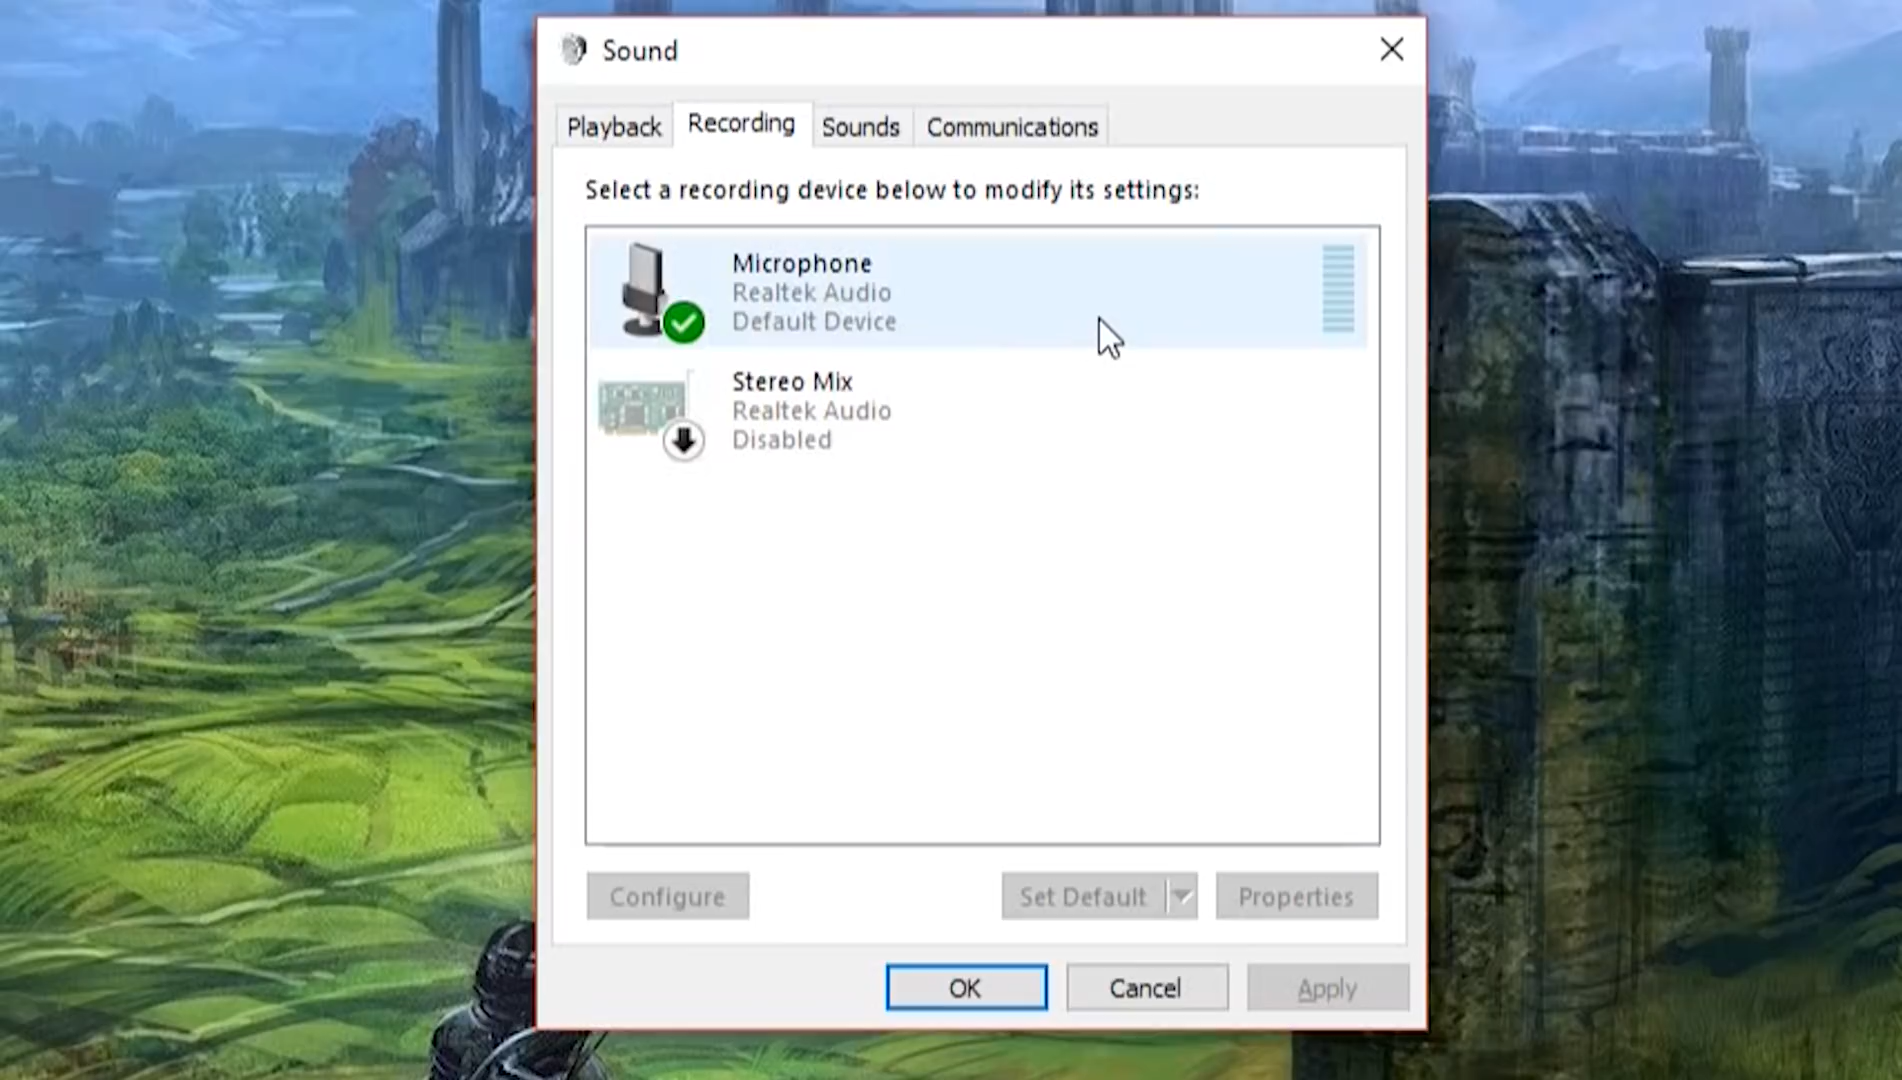 Sound
Playback
Recording
Sounds
Communications
Select a recording device below to modify its settings:
Microphone
Realtek Audio
Default Device
Stereo Mix
Realtek Audio
Disabled
Configure
Set Default
Properties
OK
Cancel
Apply